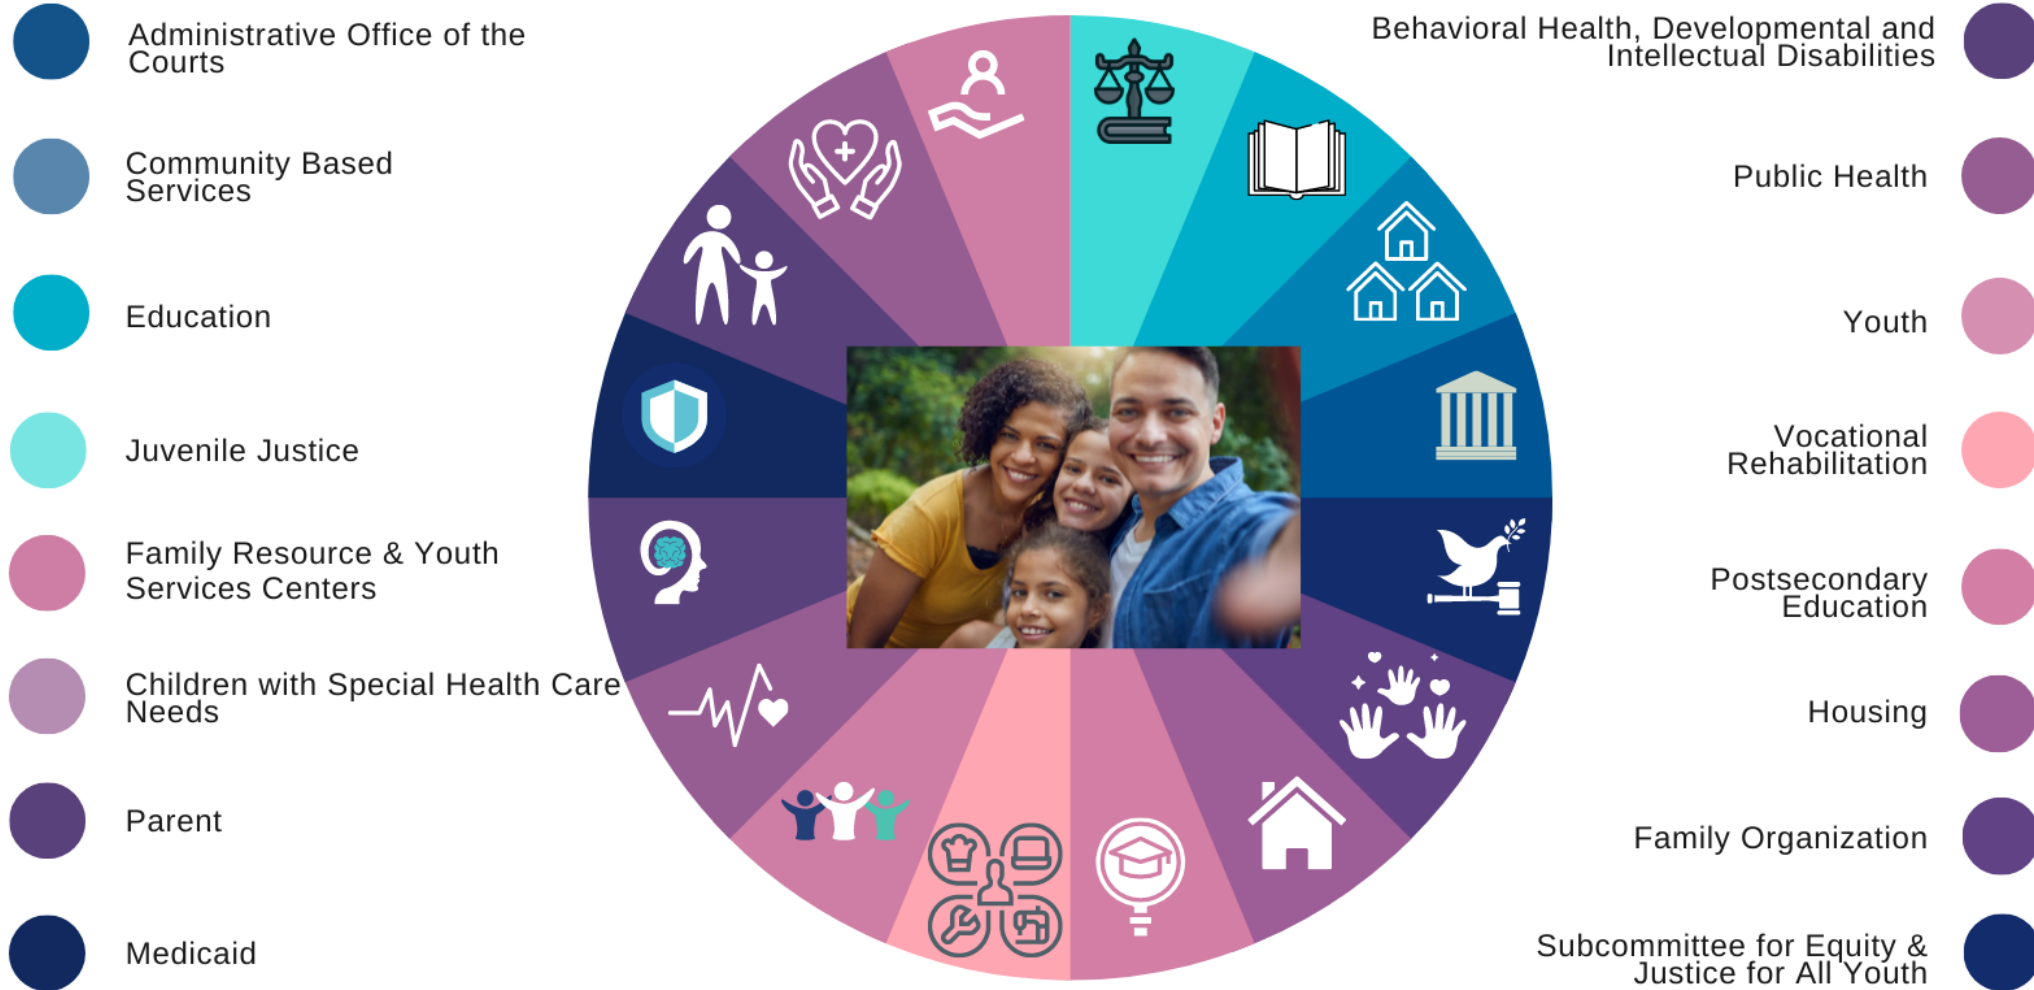 Administrative Office of the
Courts
Community Based
Services
Education
Juvenile Justice
Family Resource & Youth
Services Centers
Children with Special Health Care
Needs
Parent
Medicaid
Behavioral Health, Developmental and
Intellectual Disabilities
Public Health
Youth
Vocational
Rehabilitation
Postsecondary
Education
Housing
Family Organization
Subcommittee for Equity &
Justice for All Youth